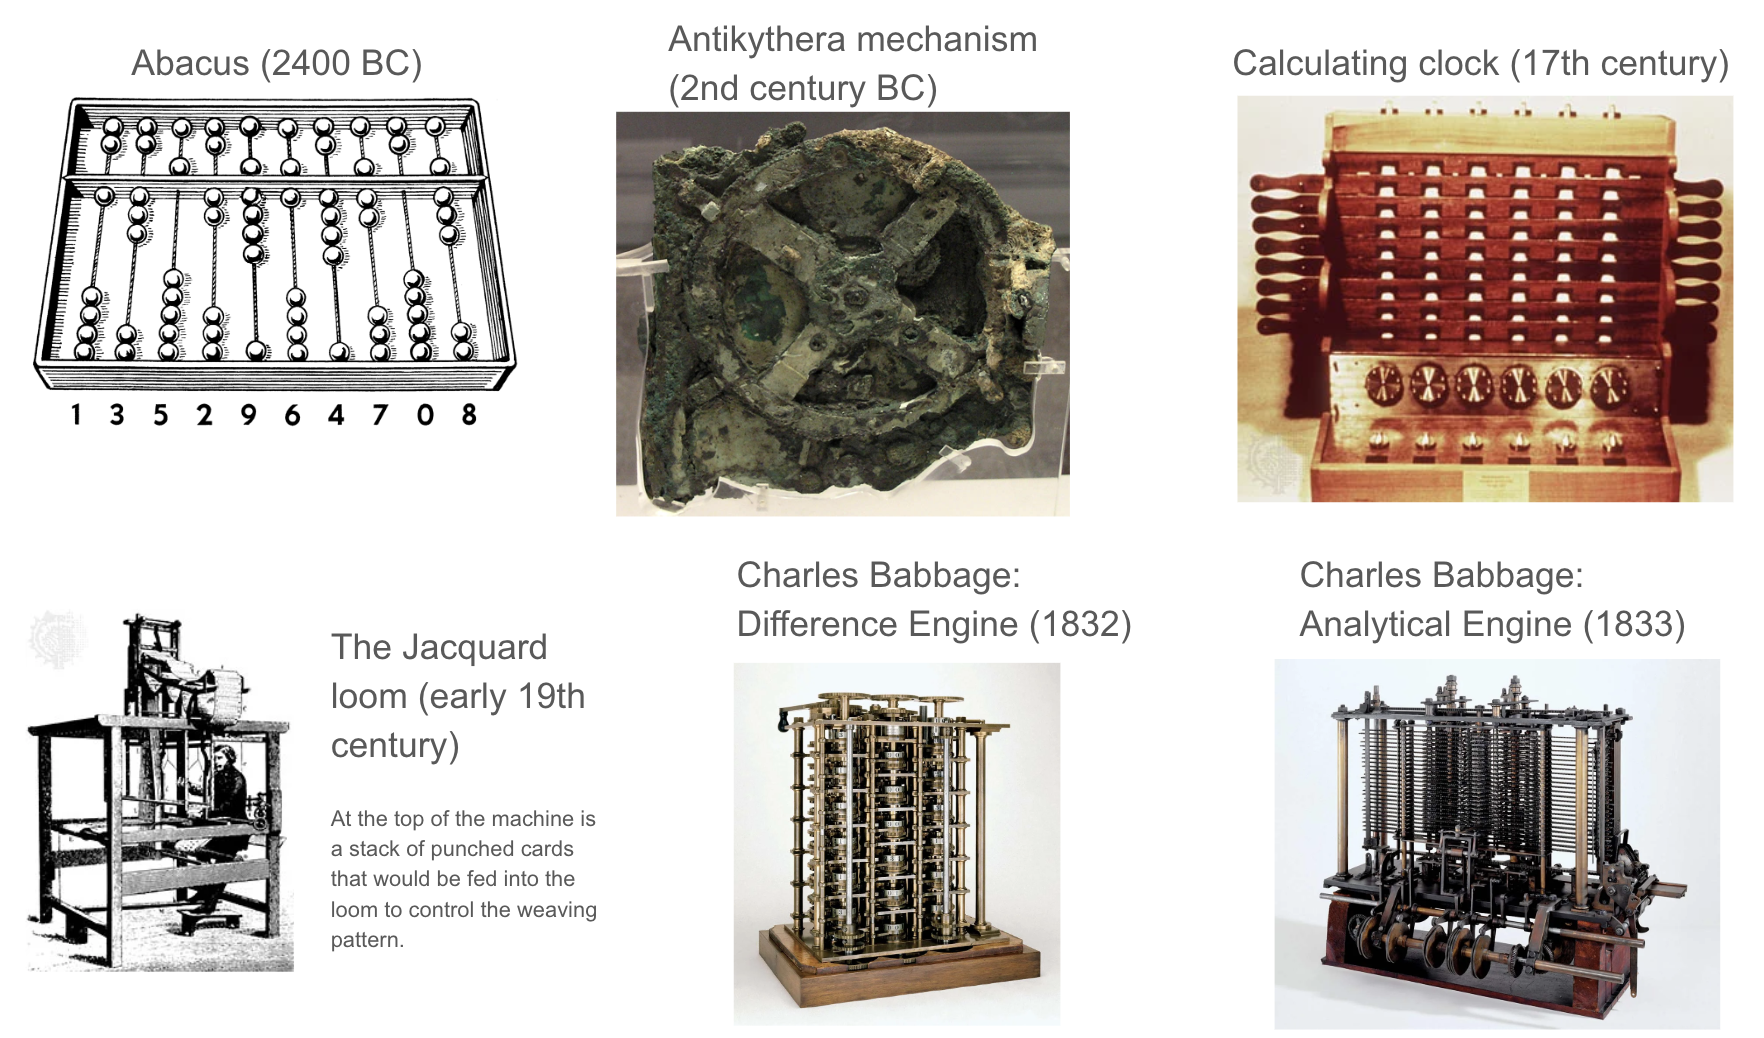 Abacus (2400 BC)
1 3 5 2 9 6 4 7 0 8
Antikythera mechanism
(2nd century BC)
Calculating clock (17th century)
The Jacquard
loom (early 19th
century)
At the top of the machine is
a stack of punched cards
that would be fed into the
loom to control the weaving
pattern.
Charles Babbage:
Difference Engine (1832)
Charles Babbage:
Analytical Engine (1833)